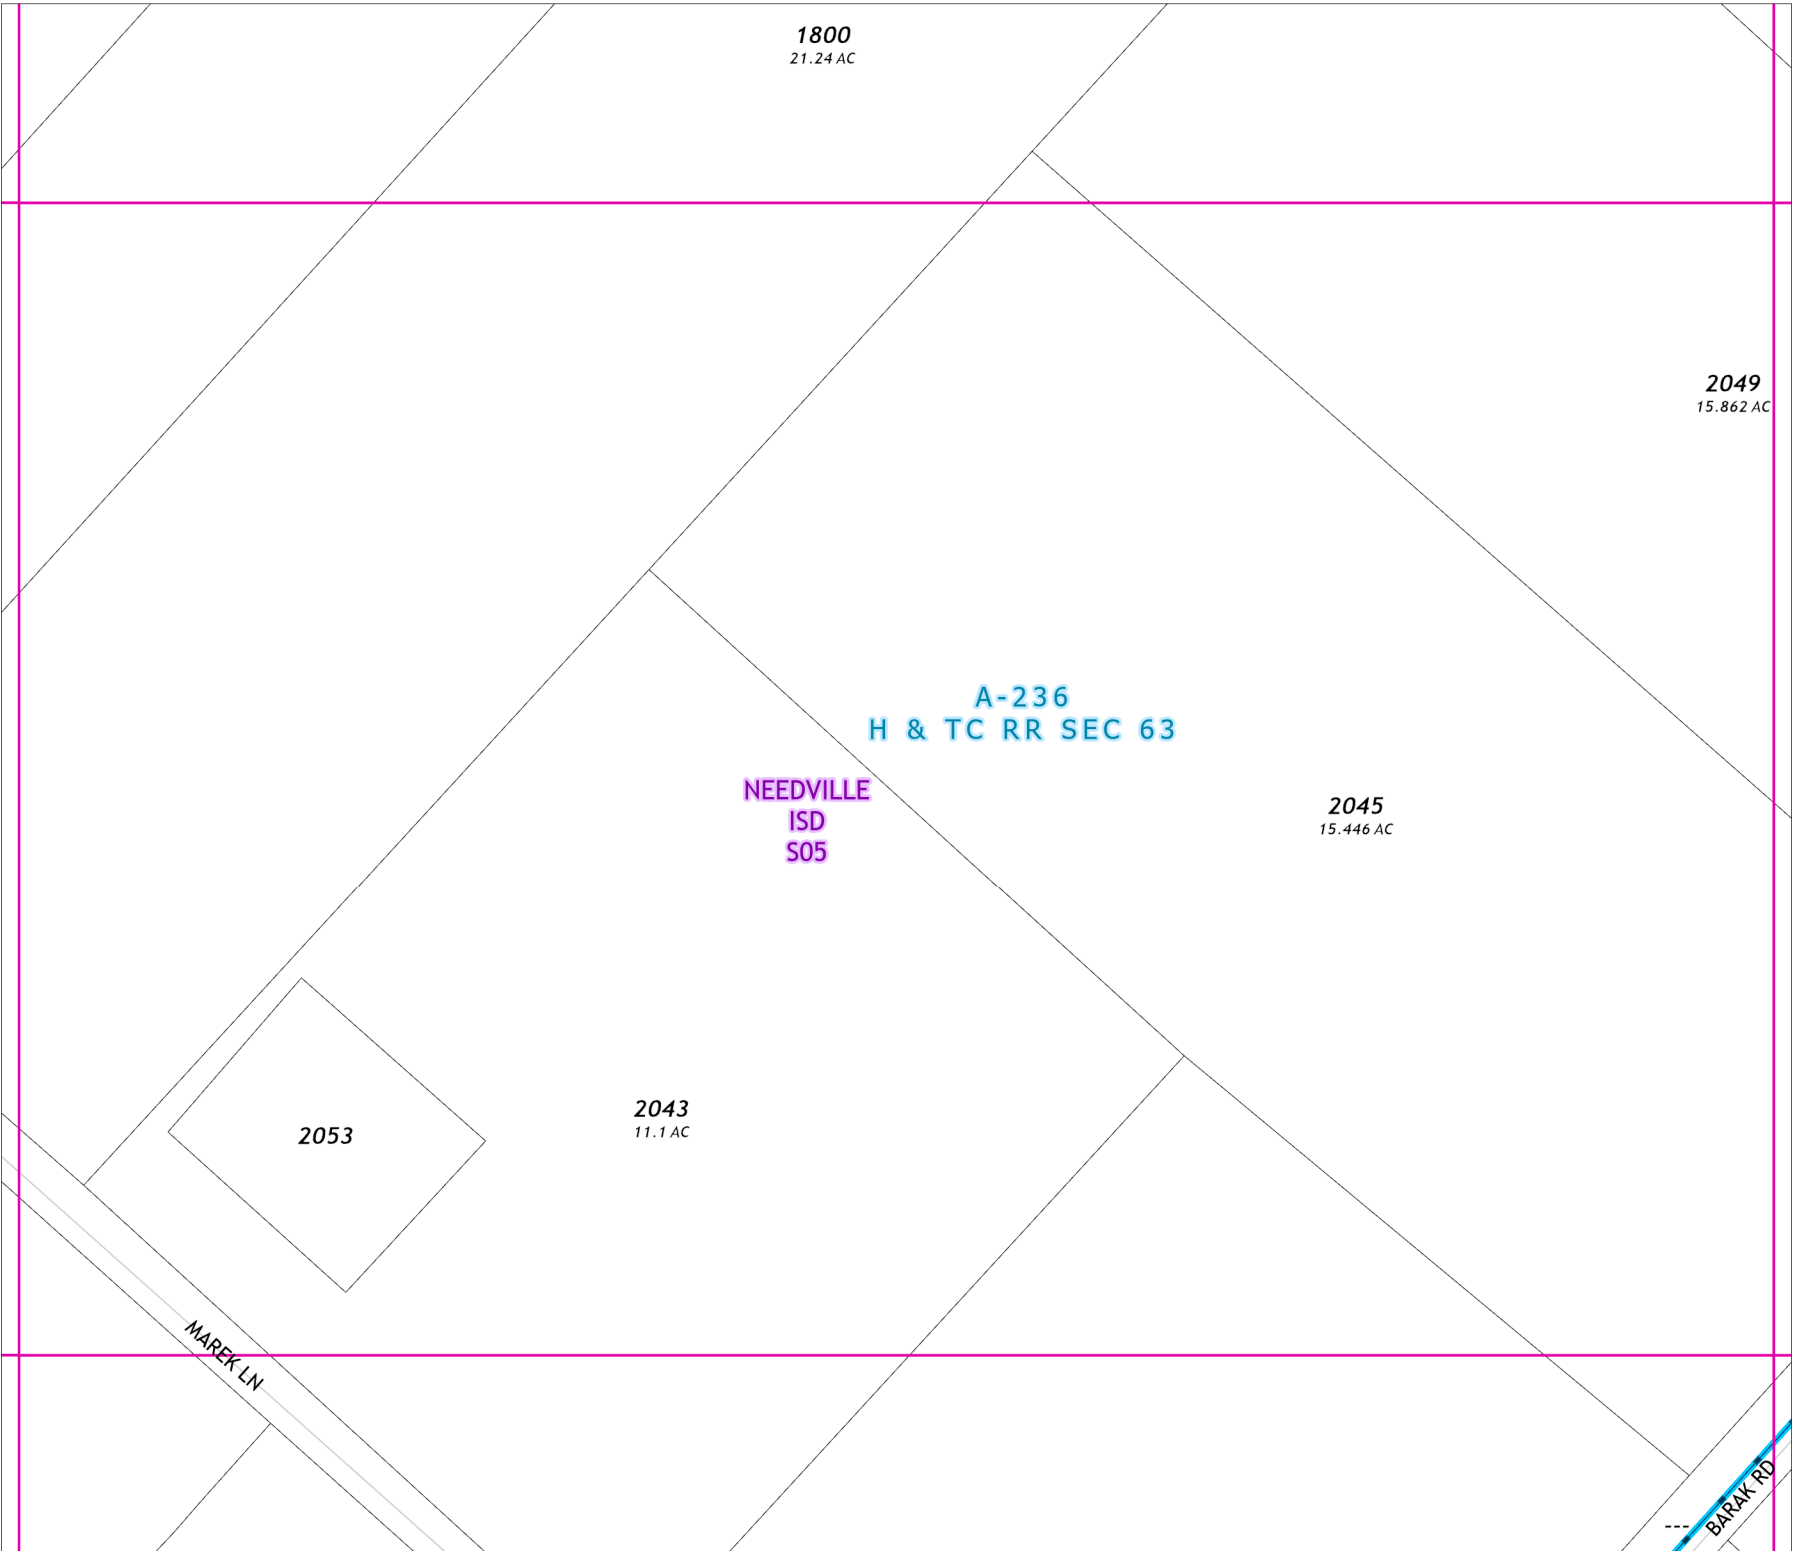 1800
21.24 AC
2049
15.862 AC
A-236
H & TC RR SEC 63
NEEDVILLE
ISD
S05
2045
15.446 AC
2043
11.1 AC
2053
MAREK LN
BARAK RD
---